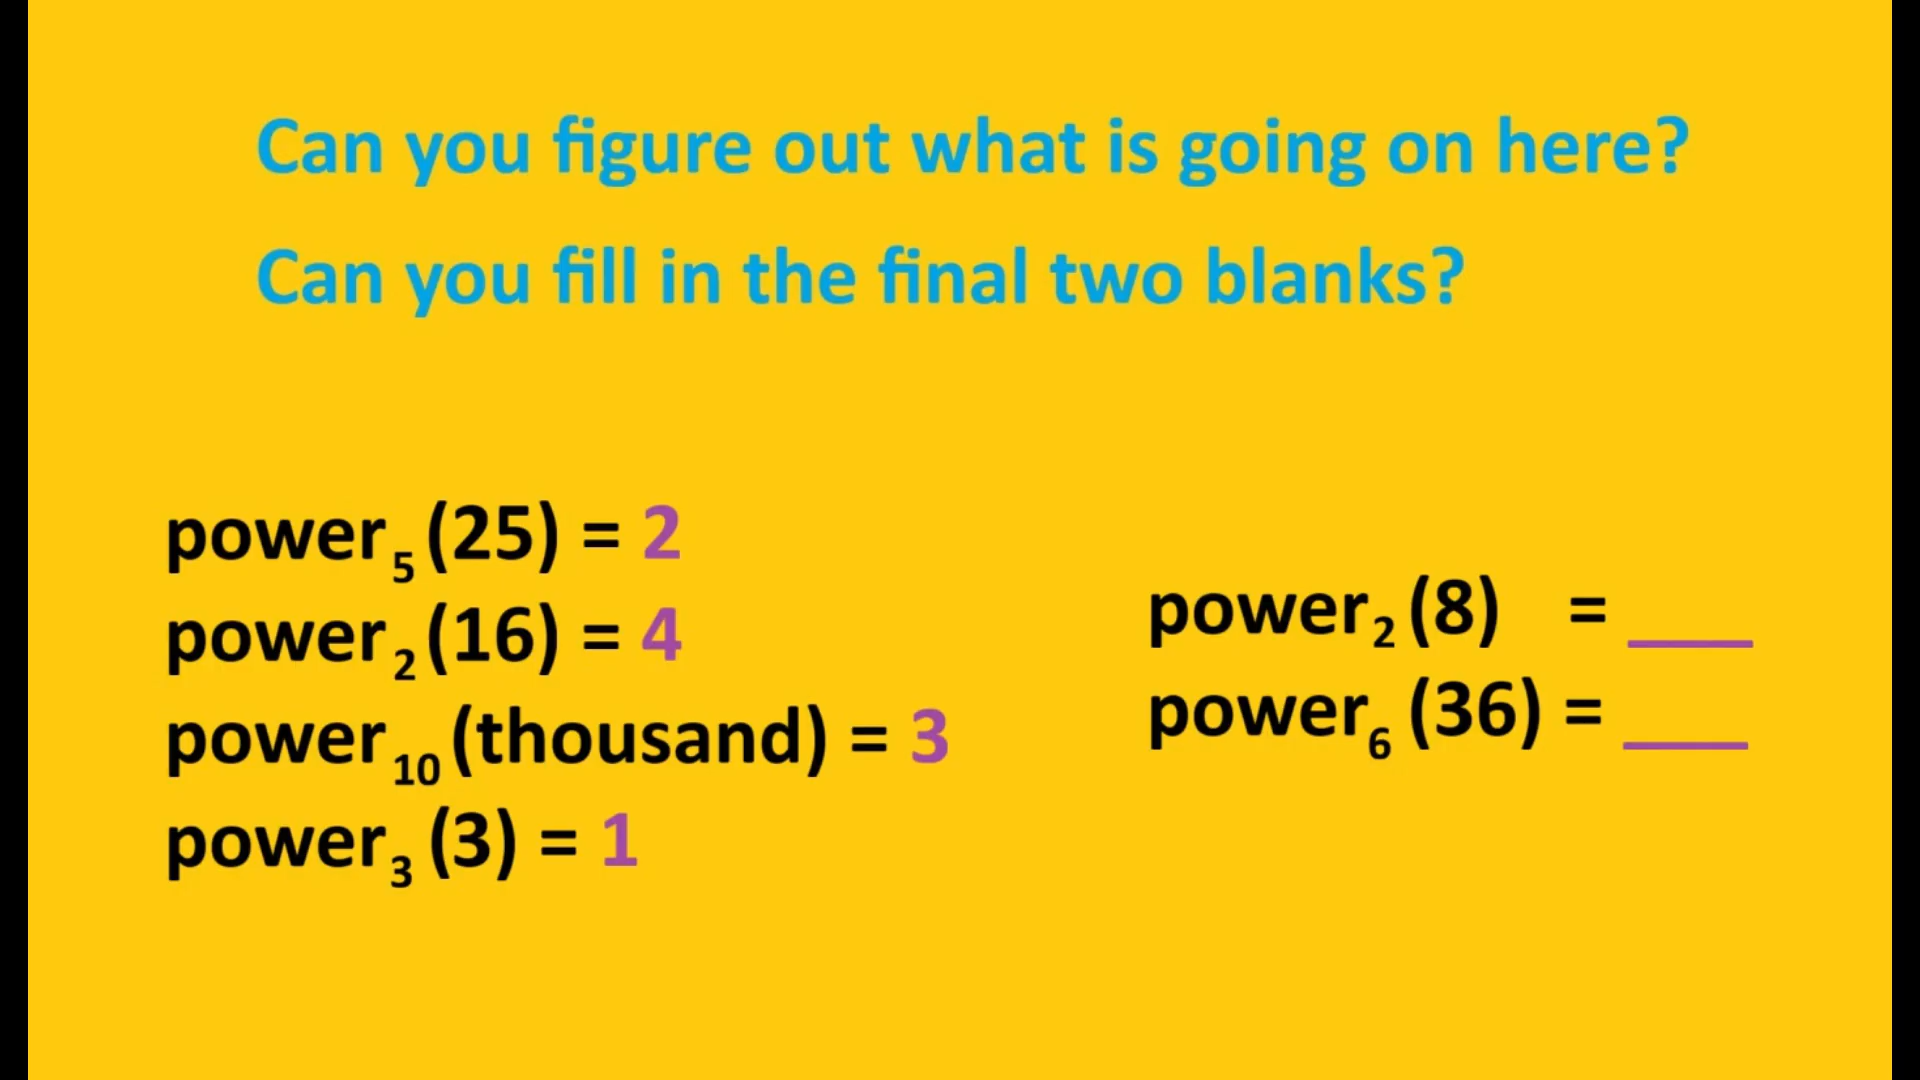 Can you figure out what is going on here?
Can you fill in the final two blanks?
power₅(25) = 2
power₂(16) = 4
power₁₀(thousand) = 3
power₃(3) = 1
power₂(8) = ___
power₆(36) = ___